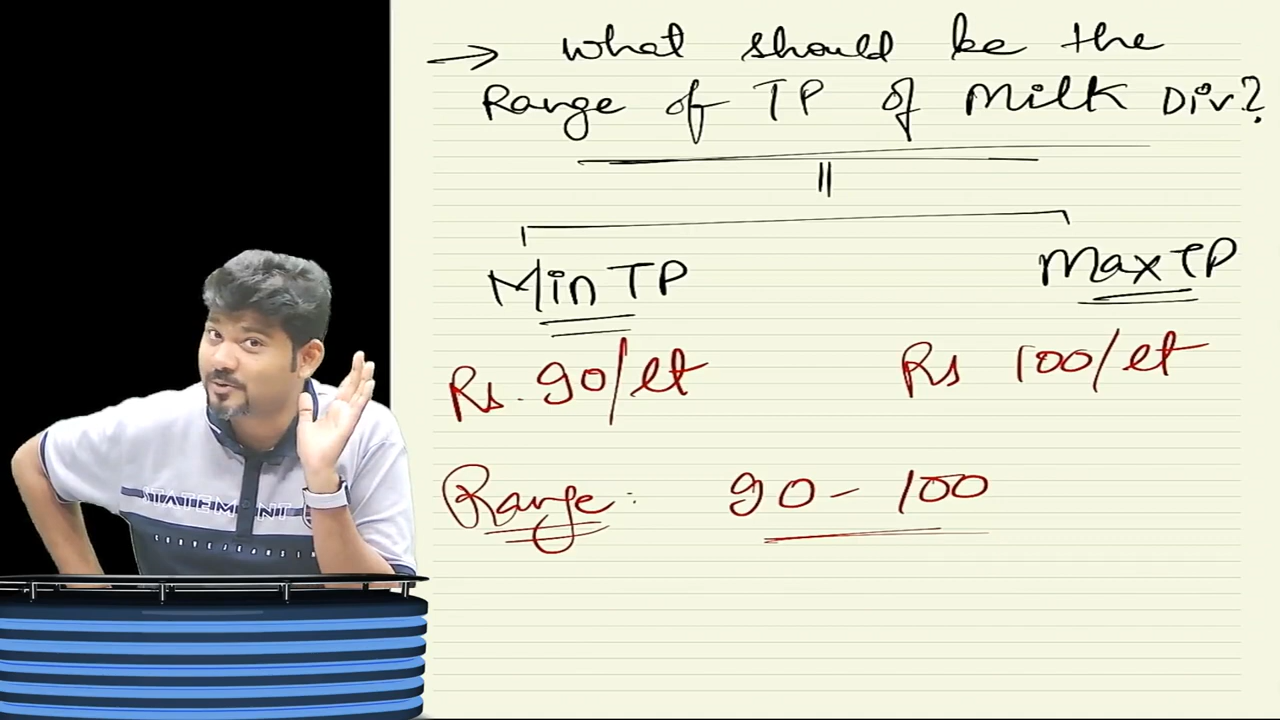 → What should be the
Range of TP of Milk Div?
Min TP
Max TP
Rs. 90/lt
Rs 100/lt
Range: 90 - 100
STATEMENT